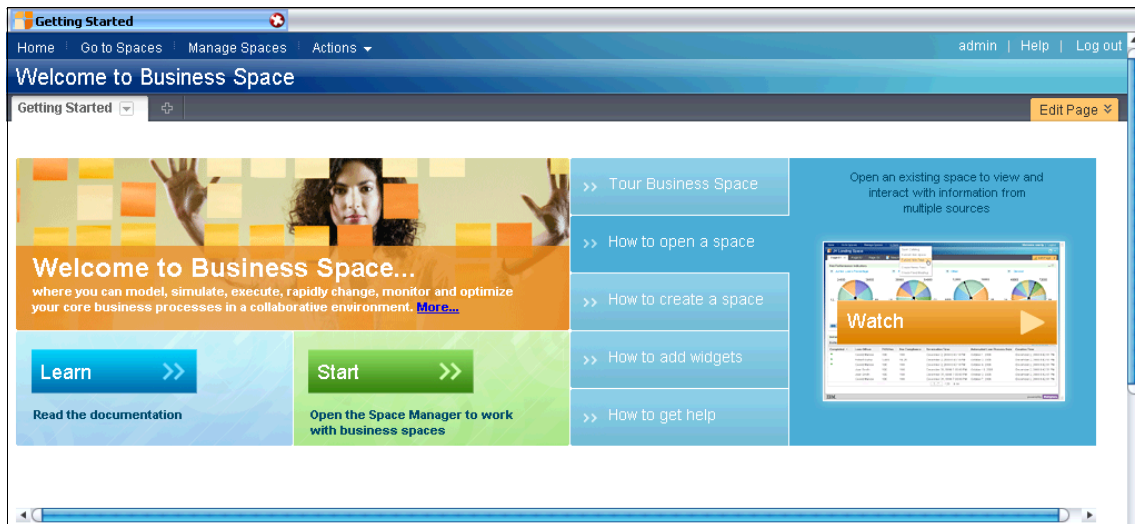 Getting Started
Home Go to Spaces Manage Spaces Actions admin | Help | Log out
Welcome to Business Space
Getting Started Edit Page
Welcome to Business Space...
where you can model, simulate, execute, rapidly change, monitor and optimize
your core business processes in a collaborative environment. More...
Learn
Read the documentation
Start
Open the Space Manager to work
with business spaces
>> Tour Business Space
>> How to open a space
>> How to create a space
>> How to add widgets
>> How to get help
Open an existing space to view and
interact with information from
multiple sources
Watch